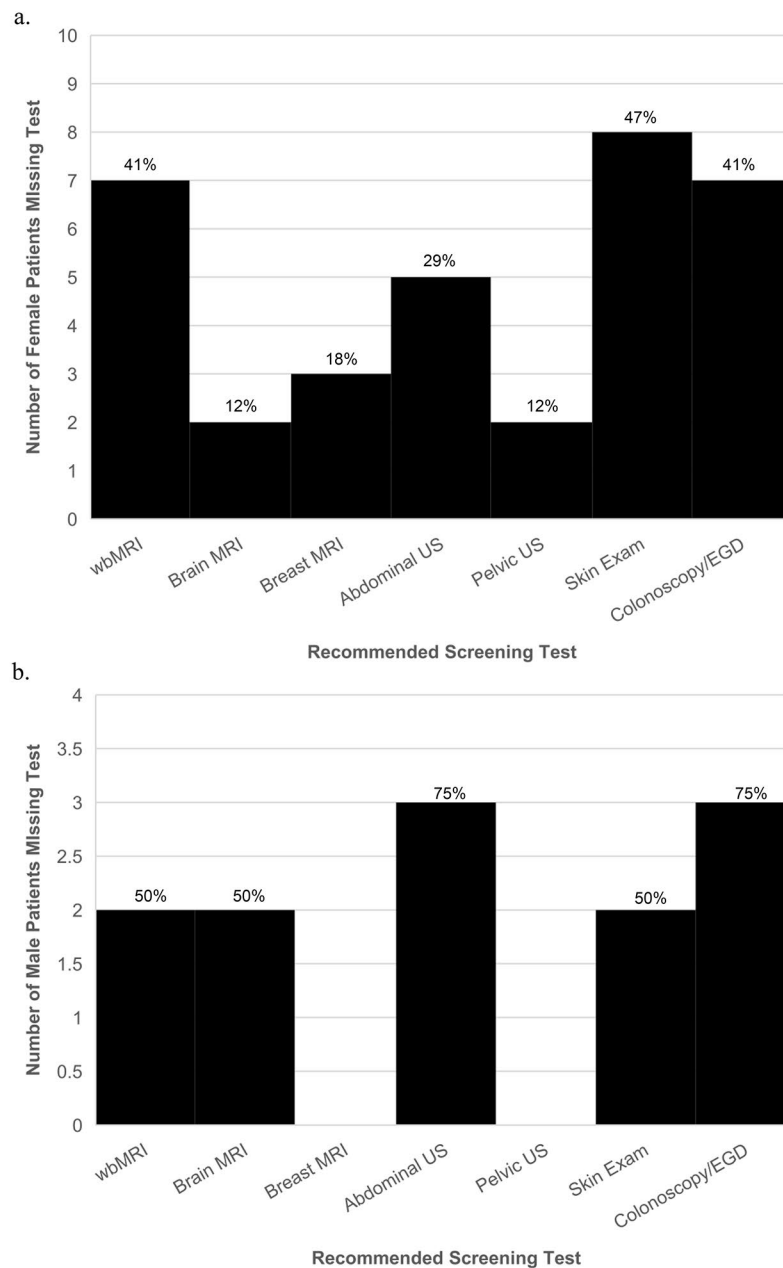 a.
10
9
8
7
6
5
4
3
2
1
0
Number of Female Patients MIssing Test
41%
12%
18%
29%
12%
47%
41%
wbMRI
Brain MRI
Breast MRI
Abdominal US
Pelvic US
Skin Exam
Colonoscopy/EGD
Recommended Screening Test
b.
4
3.5
3
2.5
2
1.5
1
0.5
0
Number of Male Patients MIssing Test
50%
50%
75%
50%
75%
wbMRI
Brain MRI
Breast MRI
Abdominal US
Pelvic US
Skin Exam
Colonoscopy/EGD
Recommended Screening Test